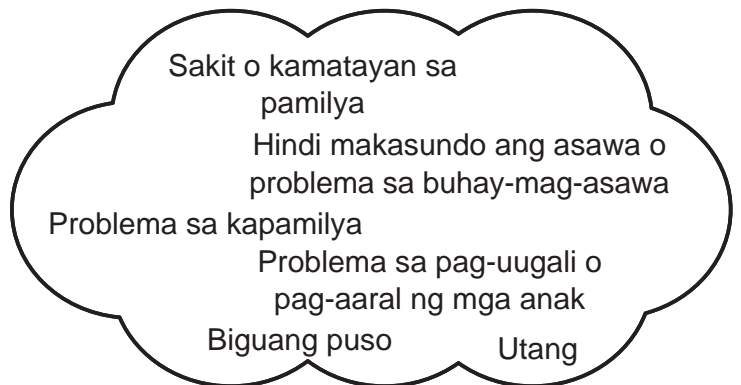 Sakit o kamatayan sa
pamilya
Hindi makasundo ang asawa o
problema sa buhay-mag-asawa
Problema sa kapamilya
Problema sa pag-uugali o
pag-aaral ng mga anak
Biguang puso
Utang